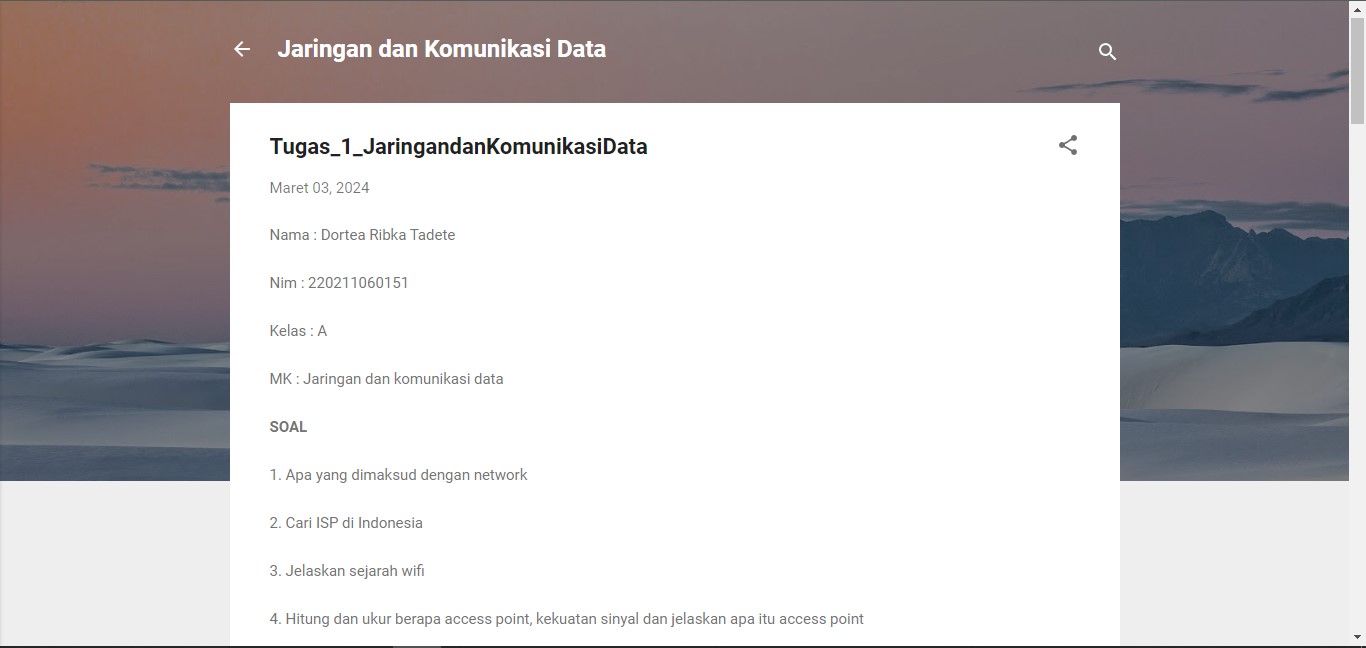 Jaringan dan Komunikasi Data
Tugas_1_JaringandanKomunikasiData
Maret 03, 2024
Nama : Dortea Ribka Tadete
Nim : 220211060151
Kelas : A
MK : Jaringan dan komunikasi data
SOAL
1. Apa yang dimaksud dengan network
2. Cari ISP di Indonesia
3. Jelaskan sejarah wifi
4. Hitung dan ukur berapa access point, kekuatan sinyal dan jelaskan apa itu access point